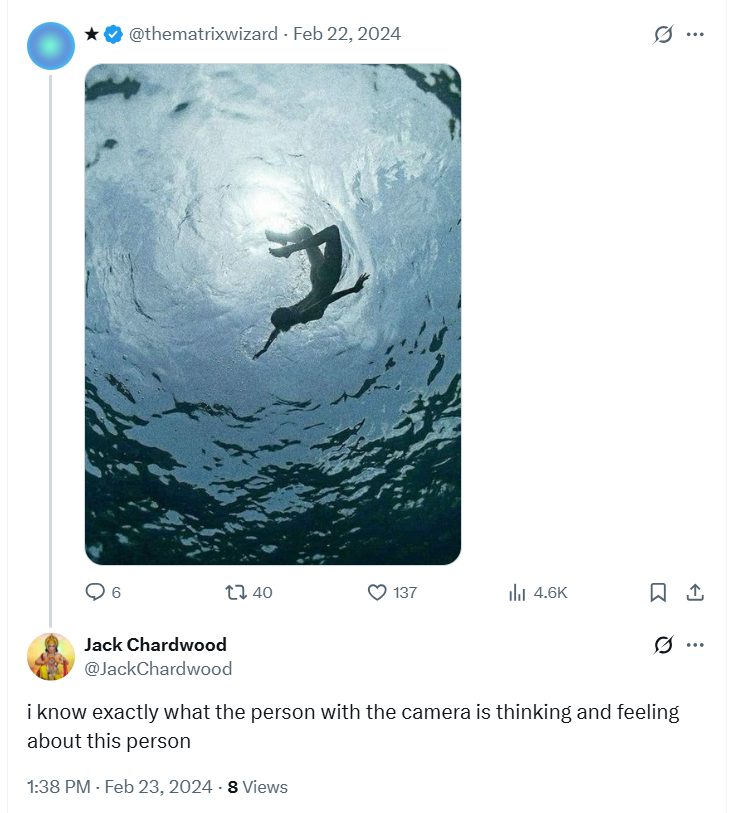 ★ @thematrixwizard · Feb 22, 2024
6 40 137 4.6K
Jack Chardwood
@JackChardwood
i know exactly what the person with the camera is thinking and feeling
about this person
1:38 PM · Feb 23, 2024 · 8 Views